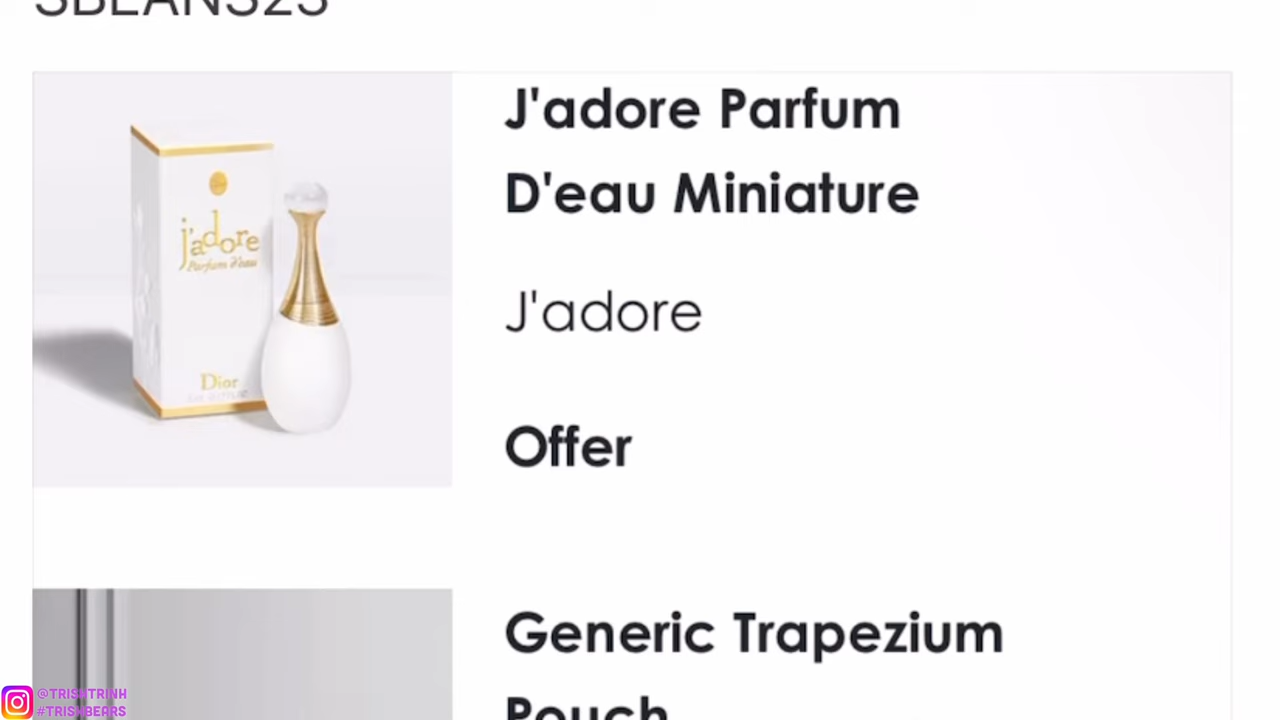 J'adore Parfum
D'eau Miniature
J'adore
Offer
Generic Trapezium
Pouch
j'adore
Parfum d'eau
Dior
@TRISHTRINH
#TRISHBEARS